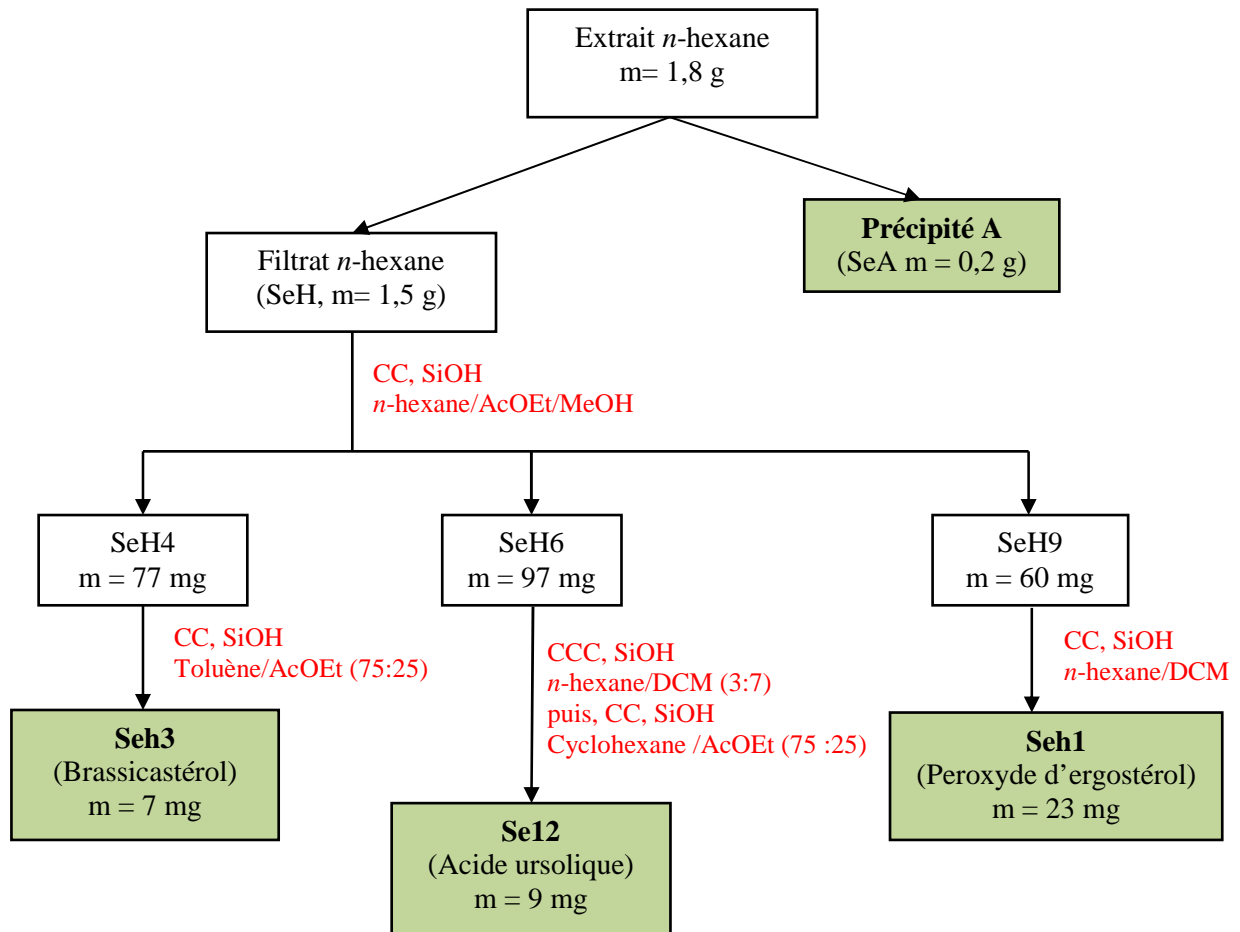 Extrait n-hexane
m= 1,8 g
Précipité A
(SeA m = 0,2 g)
Filtrat n-hexane
(SeH, m= 1,5 g)
CC, SiOH
n-hexane/AcOEt/MeOH
SeH4
m = 77 mg
SeH6
m = 97 mg
SeH9
m = 60 mg
CC, SiOH
Toluène/AcOEt (75:25)
CCC, SiOH
n-hexane/DCM (3:7)
puis, CC, SiOH
Cyclohexane /AcOEt (75 :25)
CC, SiOH
n-hexane/DCM
Seh3
(Brassicastérol)
m = 7 mg
Se12
(Acide ursolique)
m = 9 mg
Seh1
(Peroxyde d’ergostérol)
m = 23 mg